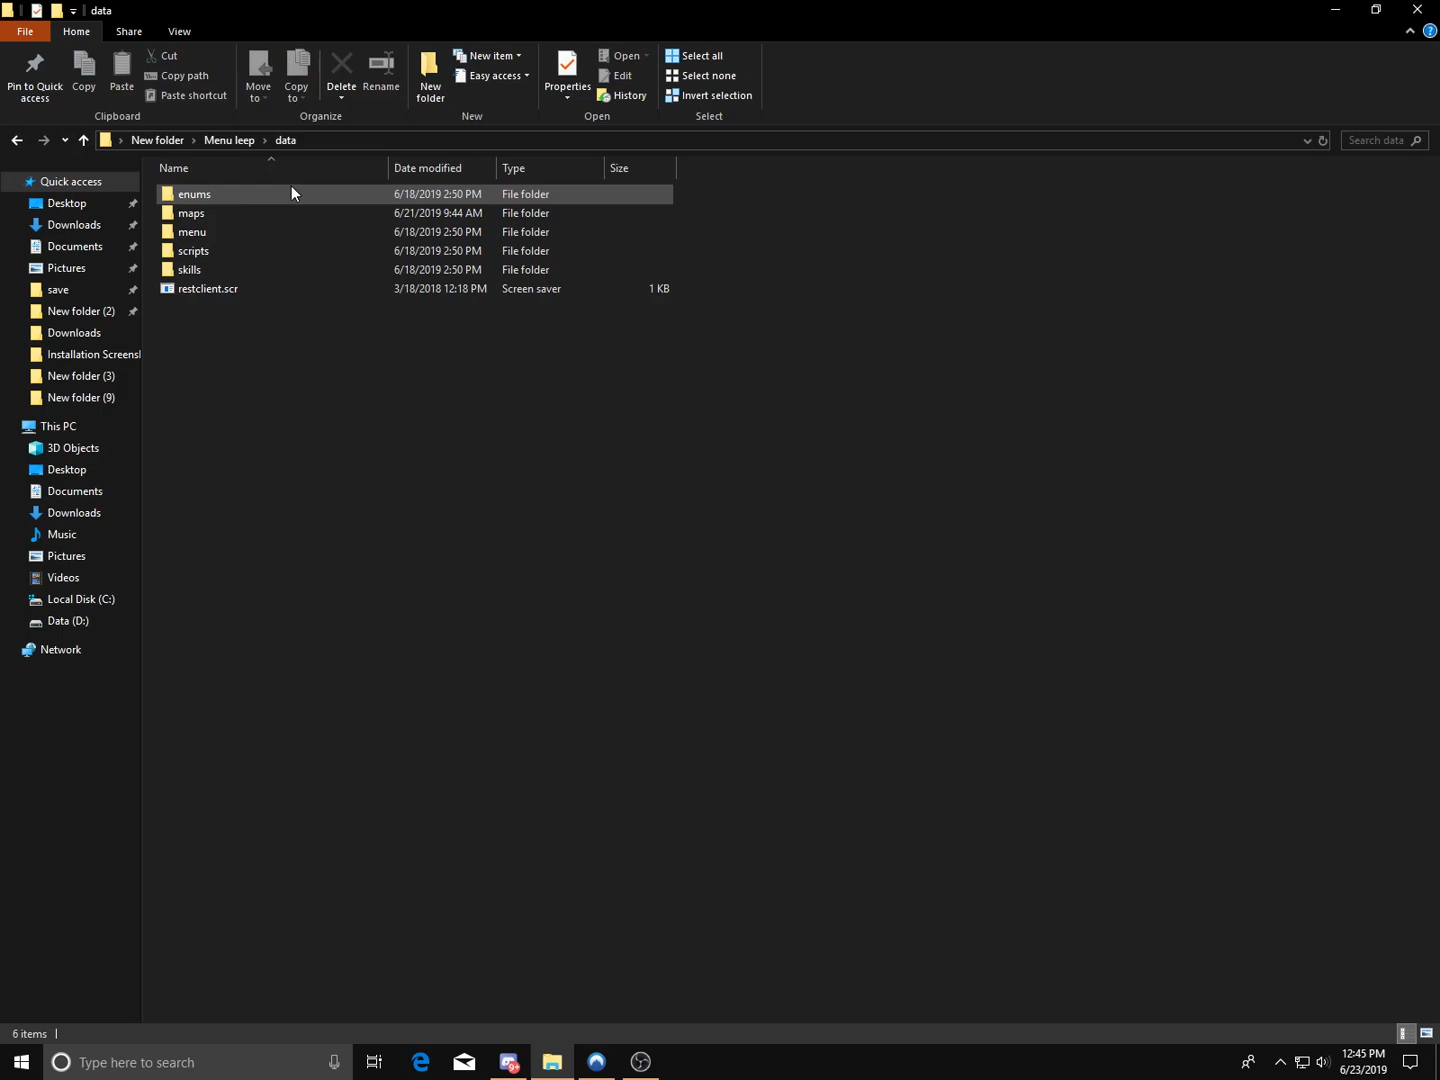 data
File Home Share View
Pin to Quick access
Copy
Paste
Cut
Copy path
Paste shortcut
Clipboard
Move to
Copy to
Delete
Rename
Organize
New folder
New item
Easy access
New
Properties
Open
Edit
History
Open
Select all
Select none
Invert selection
Select
New folder > Menu leep > data
Search data
Name Date modified Type Size
enums 6/18/2019 2:50 PM File folder
maps 6/21/2019 9:44 AM File folder
menu 6/18/2019 2:50 PM File folder
scripts 6/18/2019 2:50 PM File folder
skills 6/18/2019 2:50 PM File folder
restclient.scr 3/18/2018 12:18 PM Screen saver 1 KB
Quick access
Desktop
Downloads
Documents
Pictures
save
New folder (2)
Downloads
Installation Screensl
New folder (3)
New folder (9)
This PC
3D Objects
Desktop
Documents
Downloads
Music
Pictures
Videos
Local Disk (C:)
Data (D:)
Network
6 items
Type here to search
9+
12:45 PM
6/23/2019